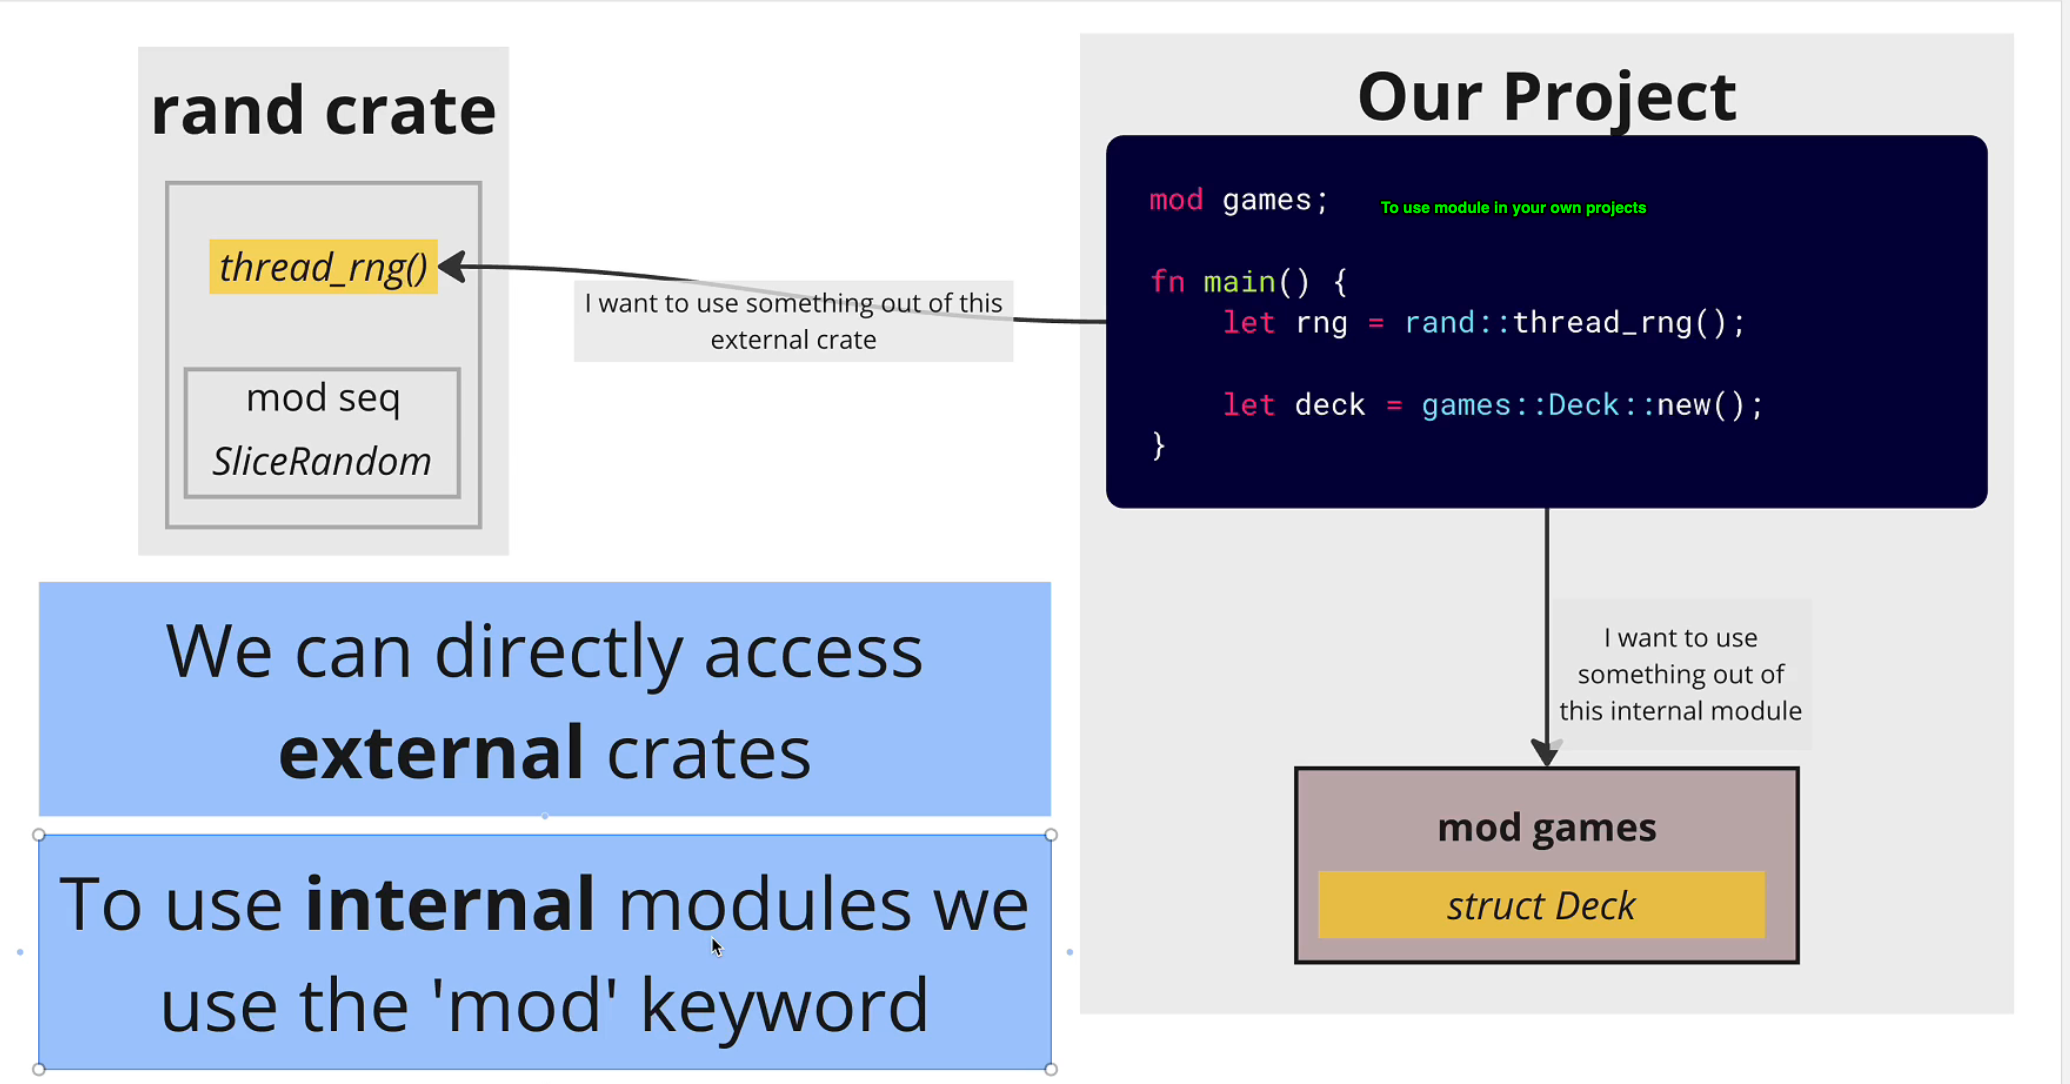 rand crate
thread_rng()
mod seq
SliceRandom
I want to use something out of this
external crate
Our Project
mod games;
To use module in your own projects
fn main() {
    let rng = rand::thread_rng();
    let deck = games::Deck::new();
}
I want to use
something out of
this internal module
mod games
struct Deck
We can directly access
external crates
To use internal modules we
use the 'mod' keyword